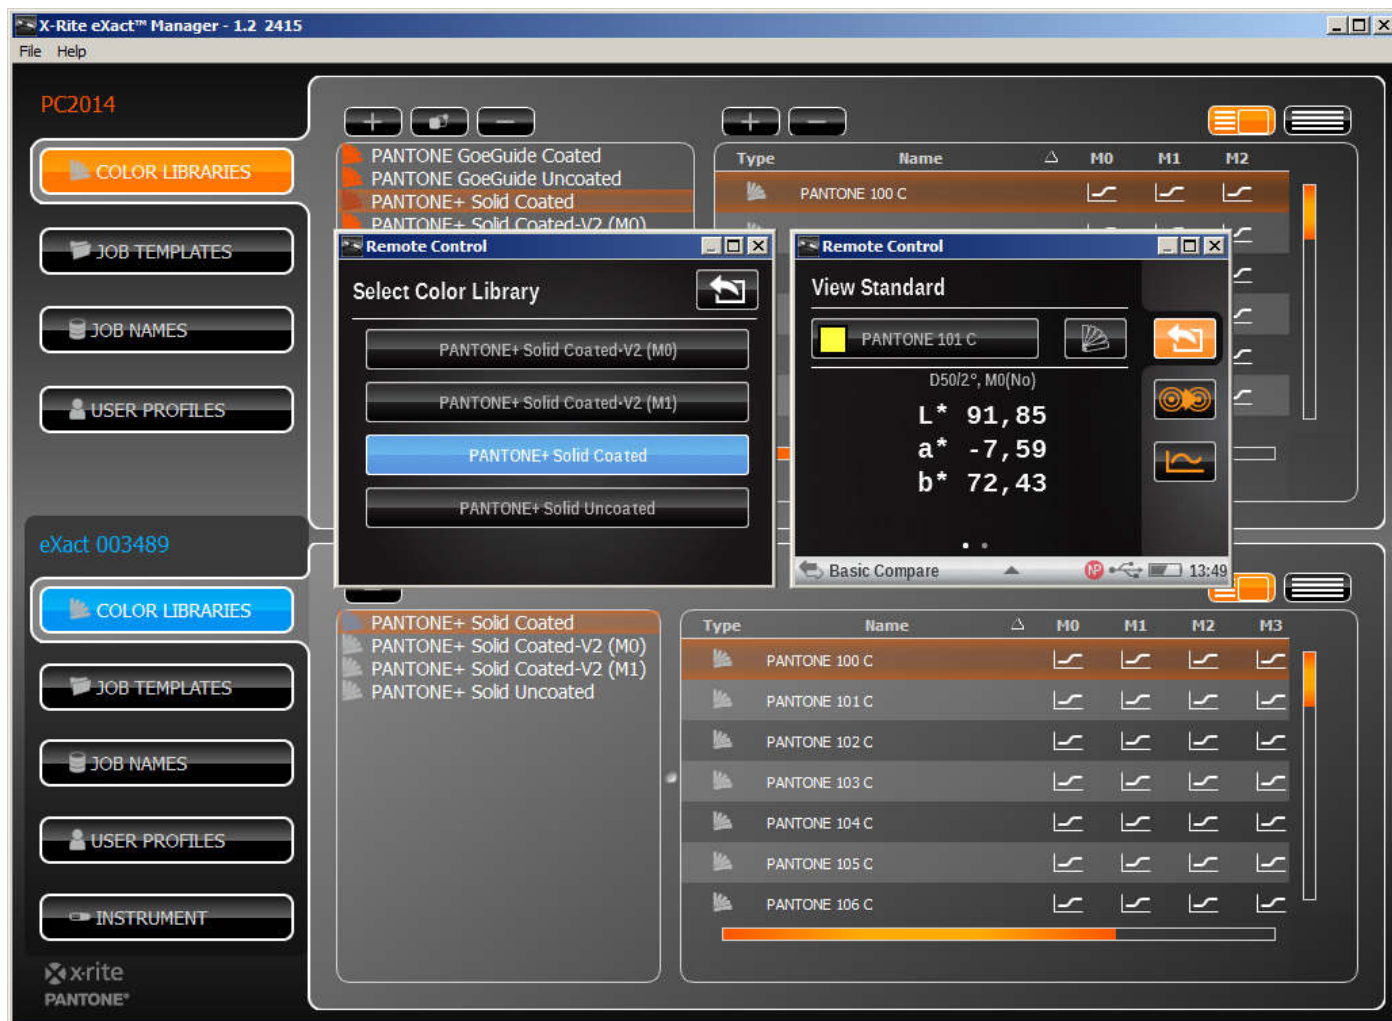 X-Rite eXact™ Manager - 1.2 2415
File Help
PC2014
COLOR LIBRARIES
JOB TEMPLATES
JOB NAMES
USER PROFILES
PANTONE GoeGuide Coated
PANTONE GoeGuide Uncoated
PANTONE+ Solid Coated
PANTONE+ Solid Coated-V2 (M0)
Type Name M0 M1 M2
PANTONE 100 C
Remote Control
Select Color Library
PANTONE+ Solid Coated-V2 (M0)
PANTONE+ Solid Coated-V2 (M1)
PANTONE+ Solid Coated
PANTONE+ Solid Uncoated
Remote Control
View Standard
PANTONE 101 C
D50/2°, M0(No)
L* 91,85
a* -7,59
b* 72,43
Basic Compare NP 13:49
eXact 003489
COLOR LIBRARIES
JOB TEMPLATES
JOB NAMES
USER PROFILES
INSTRUMENT
PANTONE+ Solid Coated
PANTONE+ Solid Coated-V2 (M0)
PANTONE+ Solid Coated-V2 (M1)
PANTONE+ Solid Uncoated
Type Name M0 M1 M2 M3
PANTONE 100 C
PANTONE 101 C
PANTONE 102 C
PANTONE 103 C
PANTONE 104 C
PANTONE 105 C
PANTONE 106 C
x-rite
PANTONE®